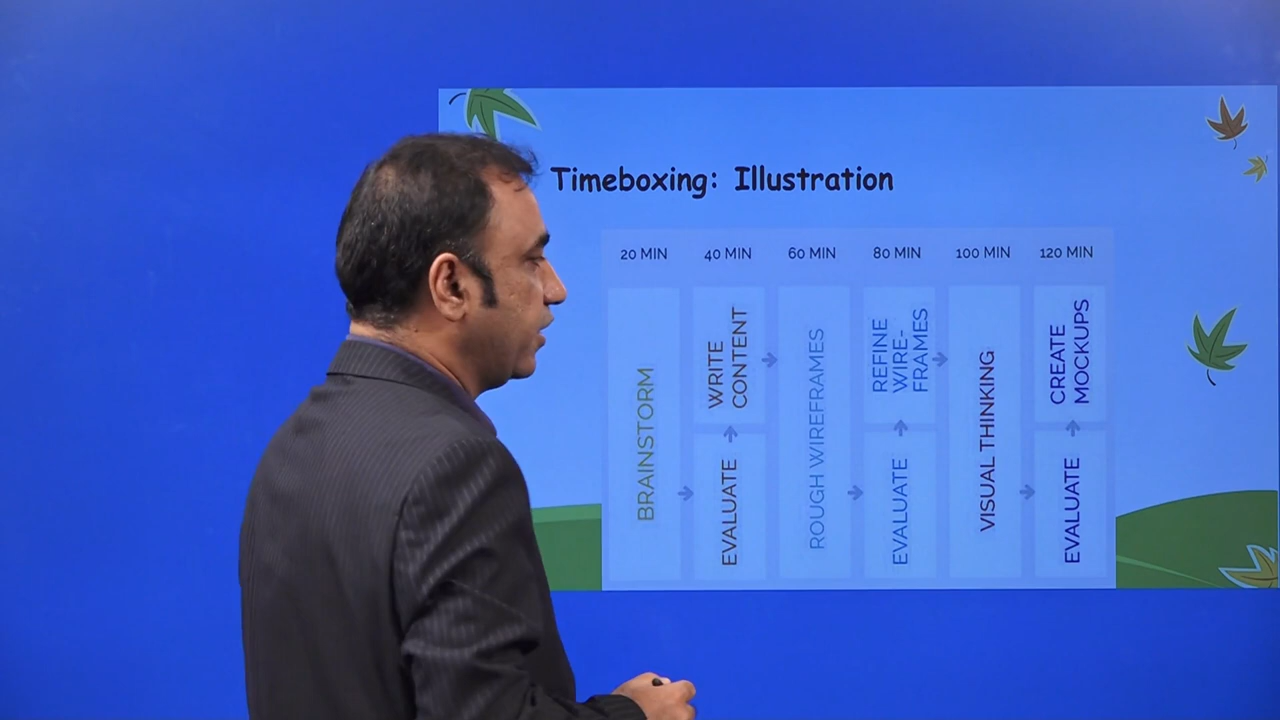 Timeboxing: Illustration
20 MIN
40 MIN
60 MIN
80 MIN
100 MIN
120 MIN
BRAINSTORM
WRITE
CONTENT
EVALUATE
ROUGH WIREFRAMES
REFINE
WIRE-
FRAMES
EVALUATE
VISUAL THINKING
CREATE
MOCKUPS
EVALUATE